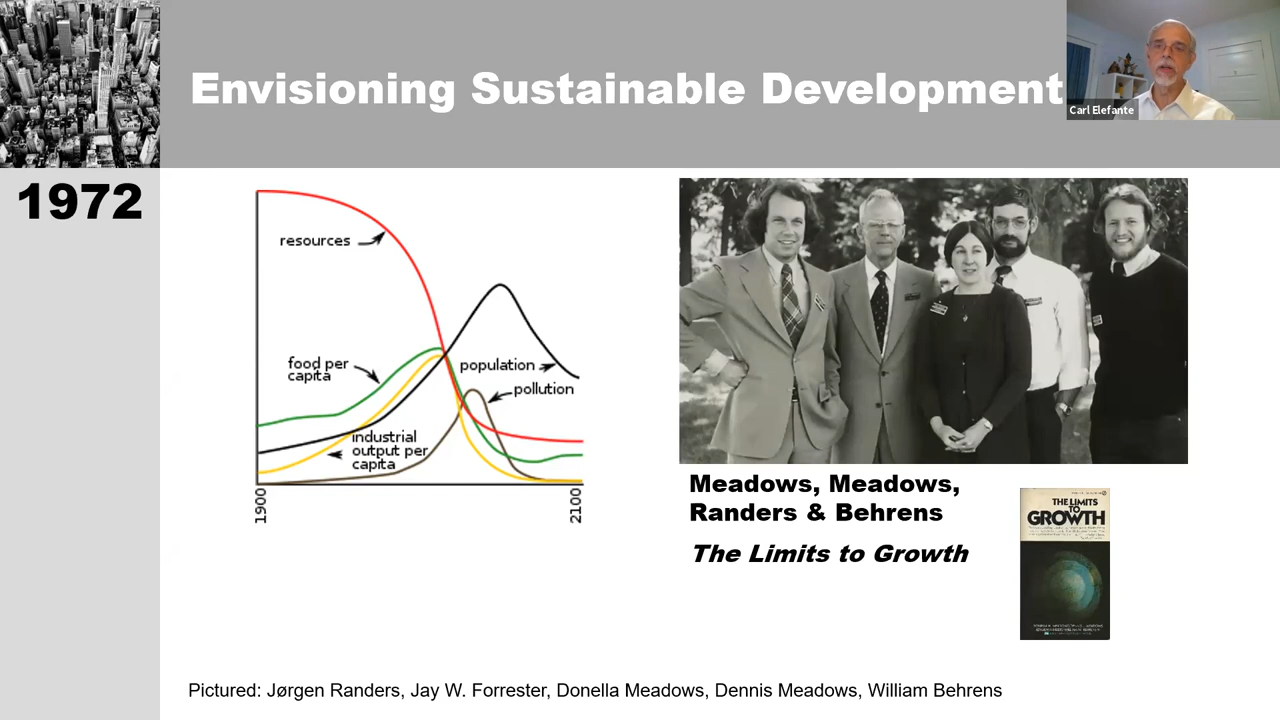 Envisioning Sustainable Development
Carl Elefante
1972
resources
food per
capita
population
pollution
industrial
output per
capita
1900
2100
Meadows, Meadows,
Randers & Behrens
The Limits to Growth
THE LIMITS
TO
GROWTH
Pictured: Jørgen Randers, Jay W. Forrester, Donella Meadows, Dennis Meadows, William Behrens